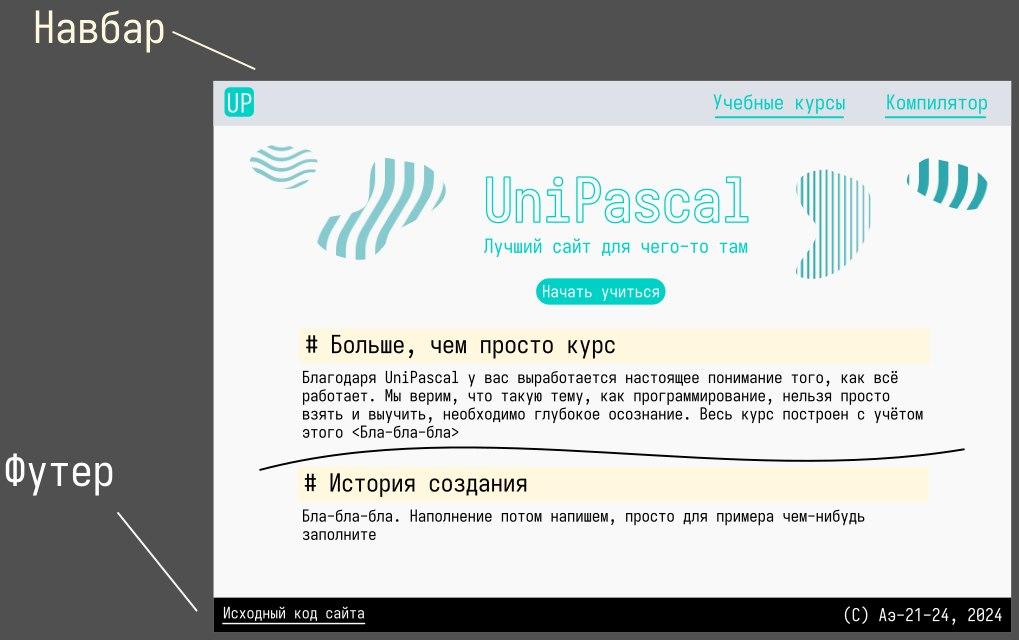 Навбар
UP
Учебные курсы
Компилятор
UniPascal
Лучший сайт для чего-то там
Начать учиться
# Больше, чем просто курс
Благодаря UniPascal у вас выработается настоящее понимание того, как всё
работает. Мы верим, что такую тему, как программирование, нельзя просто
взять и выучить, необходимо глубокое осознание. Весь курс построен с учётом
этого <Бла-бла-бла>
Футер
# История создания
Бла-бла-бла. Наполнение потом напишем, просто для примера чем-нибудь
заполните
Исходный код сайта
(С) Аэ-21-24, 2024